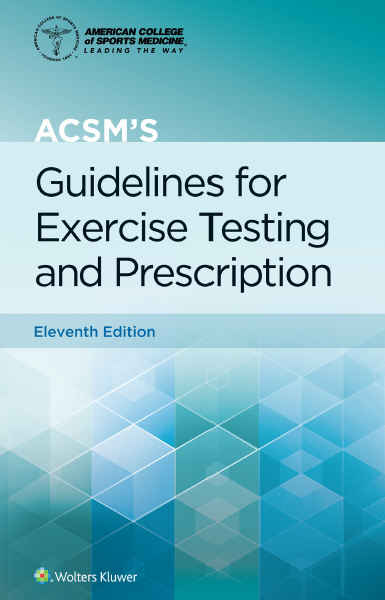 AMERICAN COLLEGE
of SPORTS MEDICINE
LEADING THE WAY
ACSM'S
Guidelines for
Exercise Testing
and Prescription
Eleventh Edition
Wolters Kluwer